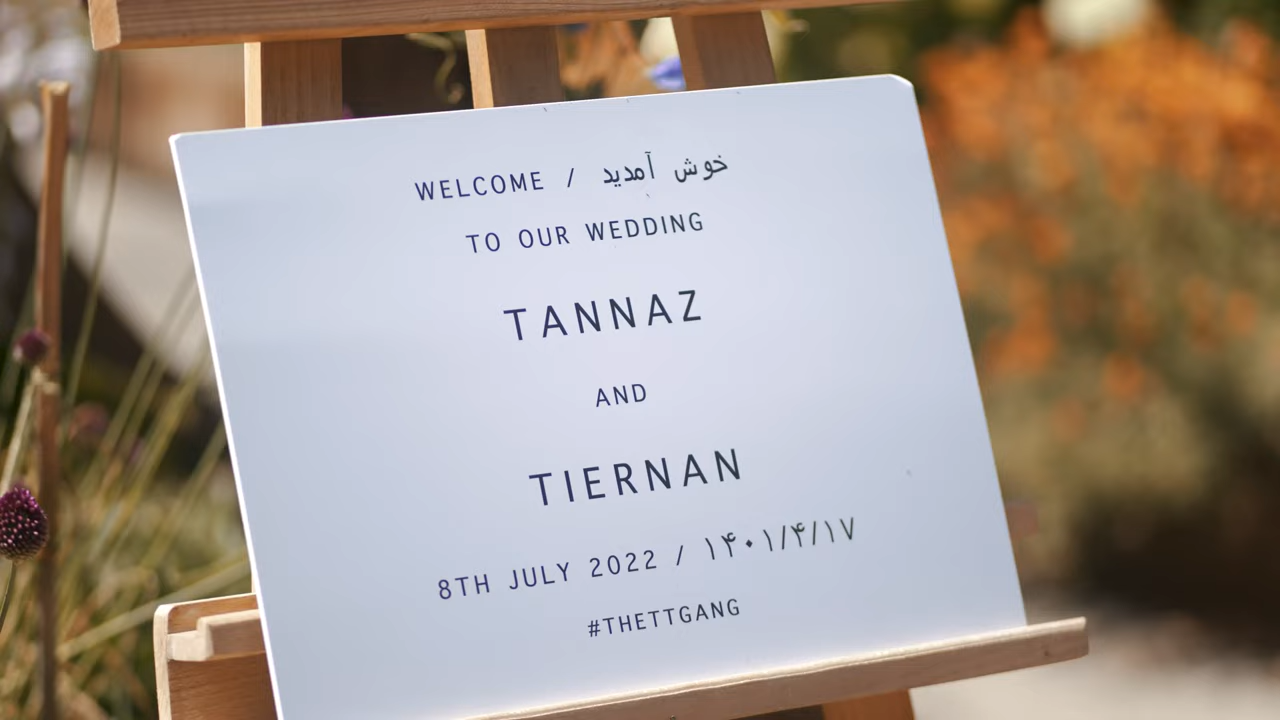 WELCOME / خوش آمدید
TO OUR WEDDING
TANNAZ
AND
TIERNAN
8TH JULY 2022 / ۱۴۰۱/۴/۱۷
#THETTGANG